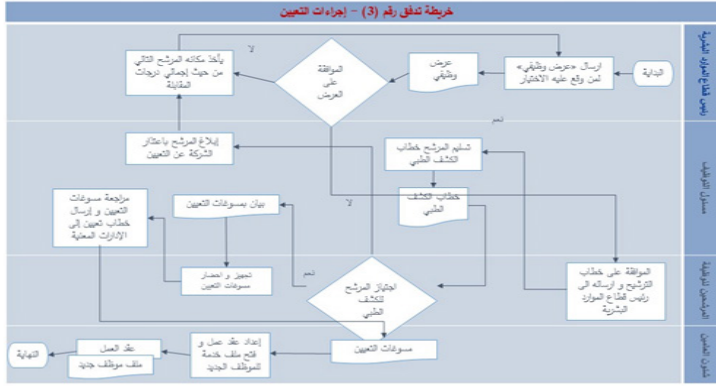 خريطة تدفق رقم (3) – إجراءات التعيين
رئيس قطاع الموارد البشرية
البداية
ارسال «عرض وظيفي»
لمن وقع عليه الاختيار
عرض
وظيفي
الموافقة
على
العرض
لا
يأخذ مكانه المرشح التالي
من حيث إجمالي درجات
المقابلة
نعم
مسئول التوظيف
تسليم المرشح خطاب
الكشف الطبي
خطاب الكشف
الطبي
إبلاغ المرشح باعتذار
الشركة عن التعيين
لا
بيان بمسوغات التعيين
مراجعة مسوغات
التعيين و إرسال
خطاب تعيين إلى
الإدارات المعنية
المرشحين للوظيفة
الموافقة على خطاب
الترشيح و ارساله الى
رئيس قطاع الموارد
البشرية
اجتياز المرشح
للكشف
الطبي
نعم
تجهيز و احضار
مسوغات التعيين
شئون العاملين
مسوغات التعيين
إعداد عقد عمل و
فتح ملف خدمة
للموظف الجديد
عقد العمل
ملف موظف جديد
النهاية